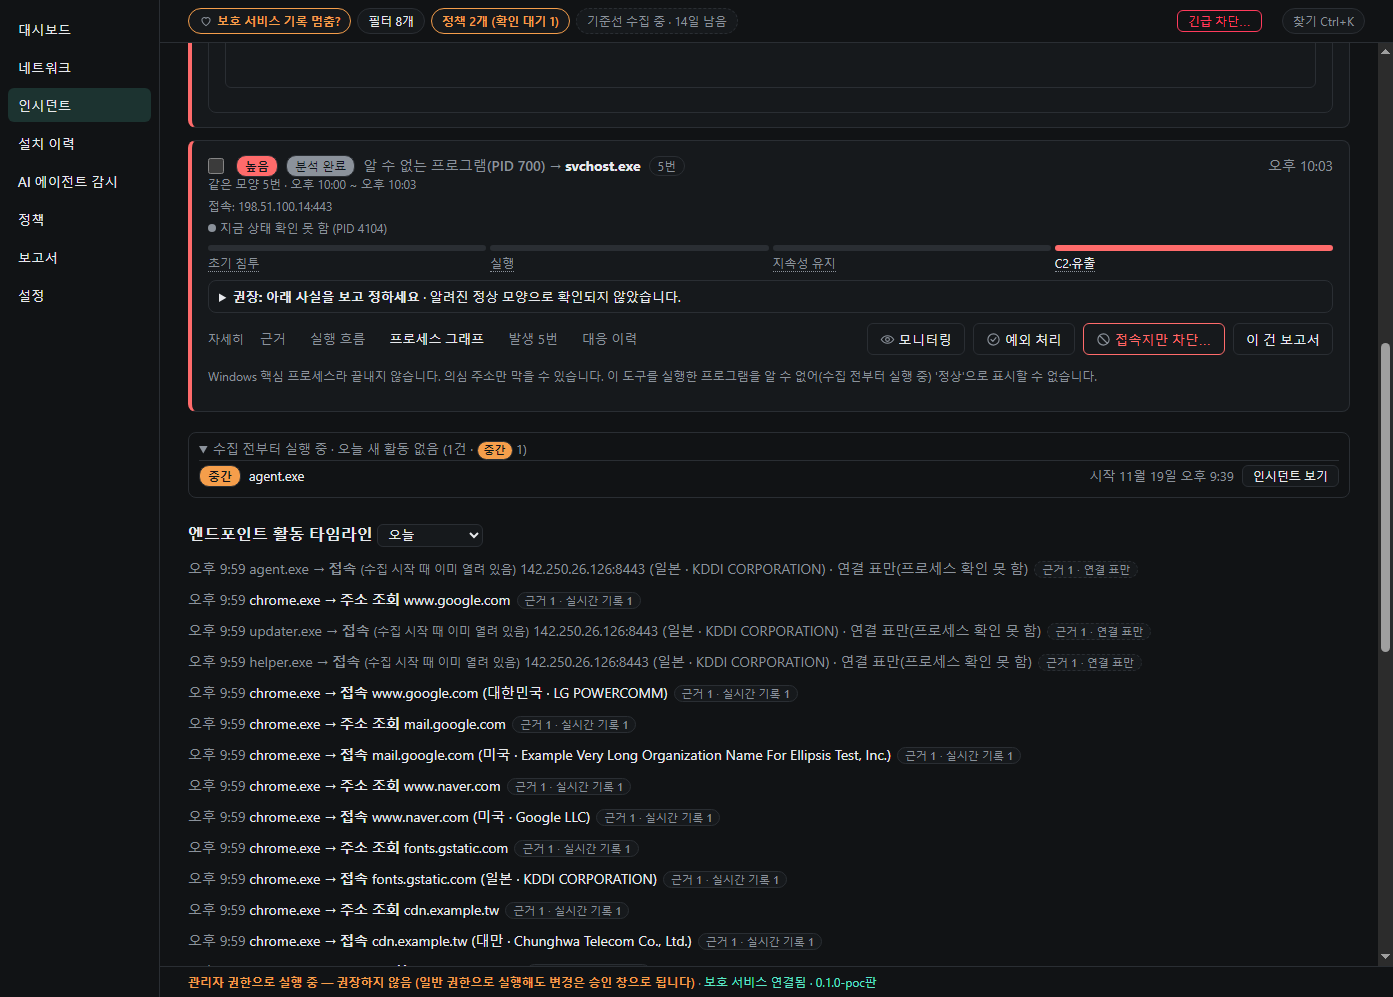 대시보드
네트워크
인시던트
설치 이력
AI 에이전트 감시
정책
보고서
설정
♡ 보호 서비스 기록 멈춤? 필터 8개 정책 2개 (확인 대기 1) 기준선 수집 중 · 14일 남음 긴급 차단... 찾기 Ctrl+K
높음 분석 완료 알 수 없는 프로그램(PID 700) → svchost.exe 5번 오후 10:03
같은 모양 5번 · 오후 10:00 ~ 오후 10:03
접속: 198.51.100.14:443
지금 상태 확인 못 함 (PID 4104)
초기 침투 실행 지속성 유지 C2·유출
▶ 권장: 아래 사실을 보고 정하세요 · 알려진 정상 모양으로 확인되지 않았습니다.
자세히 근거 실행 흐름 프로세스 그래프 발생 5번 대응 이력 모니터링 예외 처리 접속지만 차단... 이 건 보고서
Windows 핵심 프로세스라 끝내지 않습니다. 의심 주소만 막을 수 있습니다. 이 도구를 실행한 프로그램을 알 수 없어(수집 전부터 실행 중) '정상'으로 표시할 수 없습니다.
▼ 수집 전부터 실행 중 · 오늘 새 활동 없음 (1건 · 중간 1)
중간 agent.exe 시작 11월 19일 오후 9:39 인시던트 보기
엔드포인트 활동 타임라인 오늘
오후 9:59 agent.exe → 접속 (수집 시작 때 이미 열려 있음) 142.250.26.126:8443 (일본 · KDDI CORPORATION) · 연결 표만(프로세스 확인 못 함) 근거 1 · 연결 표만
오후 9:59 chrome.exe → 주소 조회 www.google.com 근거 1 · 실시간 기록 1
오후 9:59 updater.exe → 접속 (수집 시작 때 이미 열려 있음) 142.250.26.126:8443 (일본 · KDDI CORPORATION) · 연결 표만(프로세스 확인 못 함) 근거 1 · 연결 표만
오후 9:59 helper.exe → 접속 (수집 시작 때 이미 열려 있음) 142.250.26.126:8443 (일본 · KDDI CORPORATION) · 연결 표만(프로세스 확인 못 함) 근거 1 · 연결 표만
오후 9:59 chrome.exe → 접속 www.google.com (대한민국 · LG POWERCOMM) 근거 1 · 실시간 기록 1
오후 9:59 chrome.exe → 주소 조회 mail.google.com 근거 1 · 실시간 기록 1
오후 9:59 chrome.exe → 접속 mail.google.com (미국 · Example Very Long Organization Name For Ellipsis Test, Inc.) 근거 1 · 실시간 기록 1
오후 9:59 chrome.exe → 주소 조회 www.naver.com 근거 1 · 실시간 기록 1
오후 9:59 chrome.exe → 접속 www.naver.com (미국 · Google LLC) 근거 1 · 실시간 기록 1
오후 9:59 chrome.exe → 주소 조회 fonts.gstatic.com 근거 1 · 실시간 기록 1
오후 9:59 chrome.exe → 접속 fonts.gstatic.com (일본 · KDDI CORPORATION) 근거 1 · 실시간 기록 1
오후 9:59 chrome.exe → 주소 조회 cdn.example.tw 근거 1 · 실시간 기록 1
오후 9:59 chrome.exe → 접속 cdn.example.tw (대만 · Chunghwa Telecom Co., Ltd.) 근거 1 · 실시간 기록 1
관리자 권한으로 실행 중 — 권장하지 않음 (일반 권한으로 실행해도 변경은 승인 창으로 됩니다) · 보호 서비스 연결됨 · 0.1.0-poc판